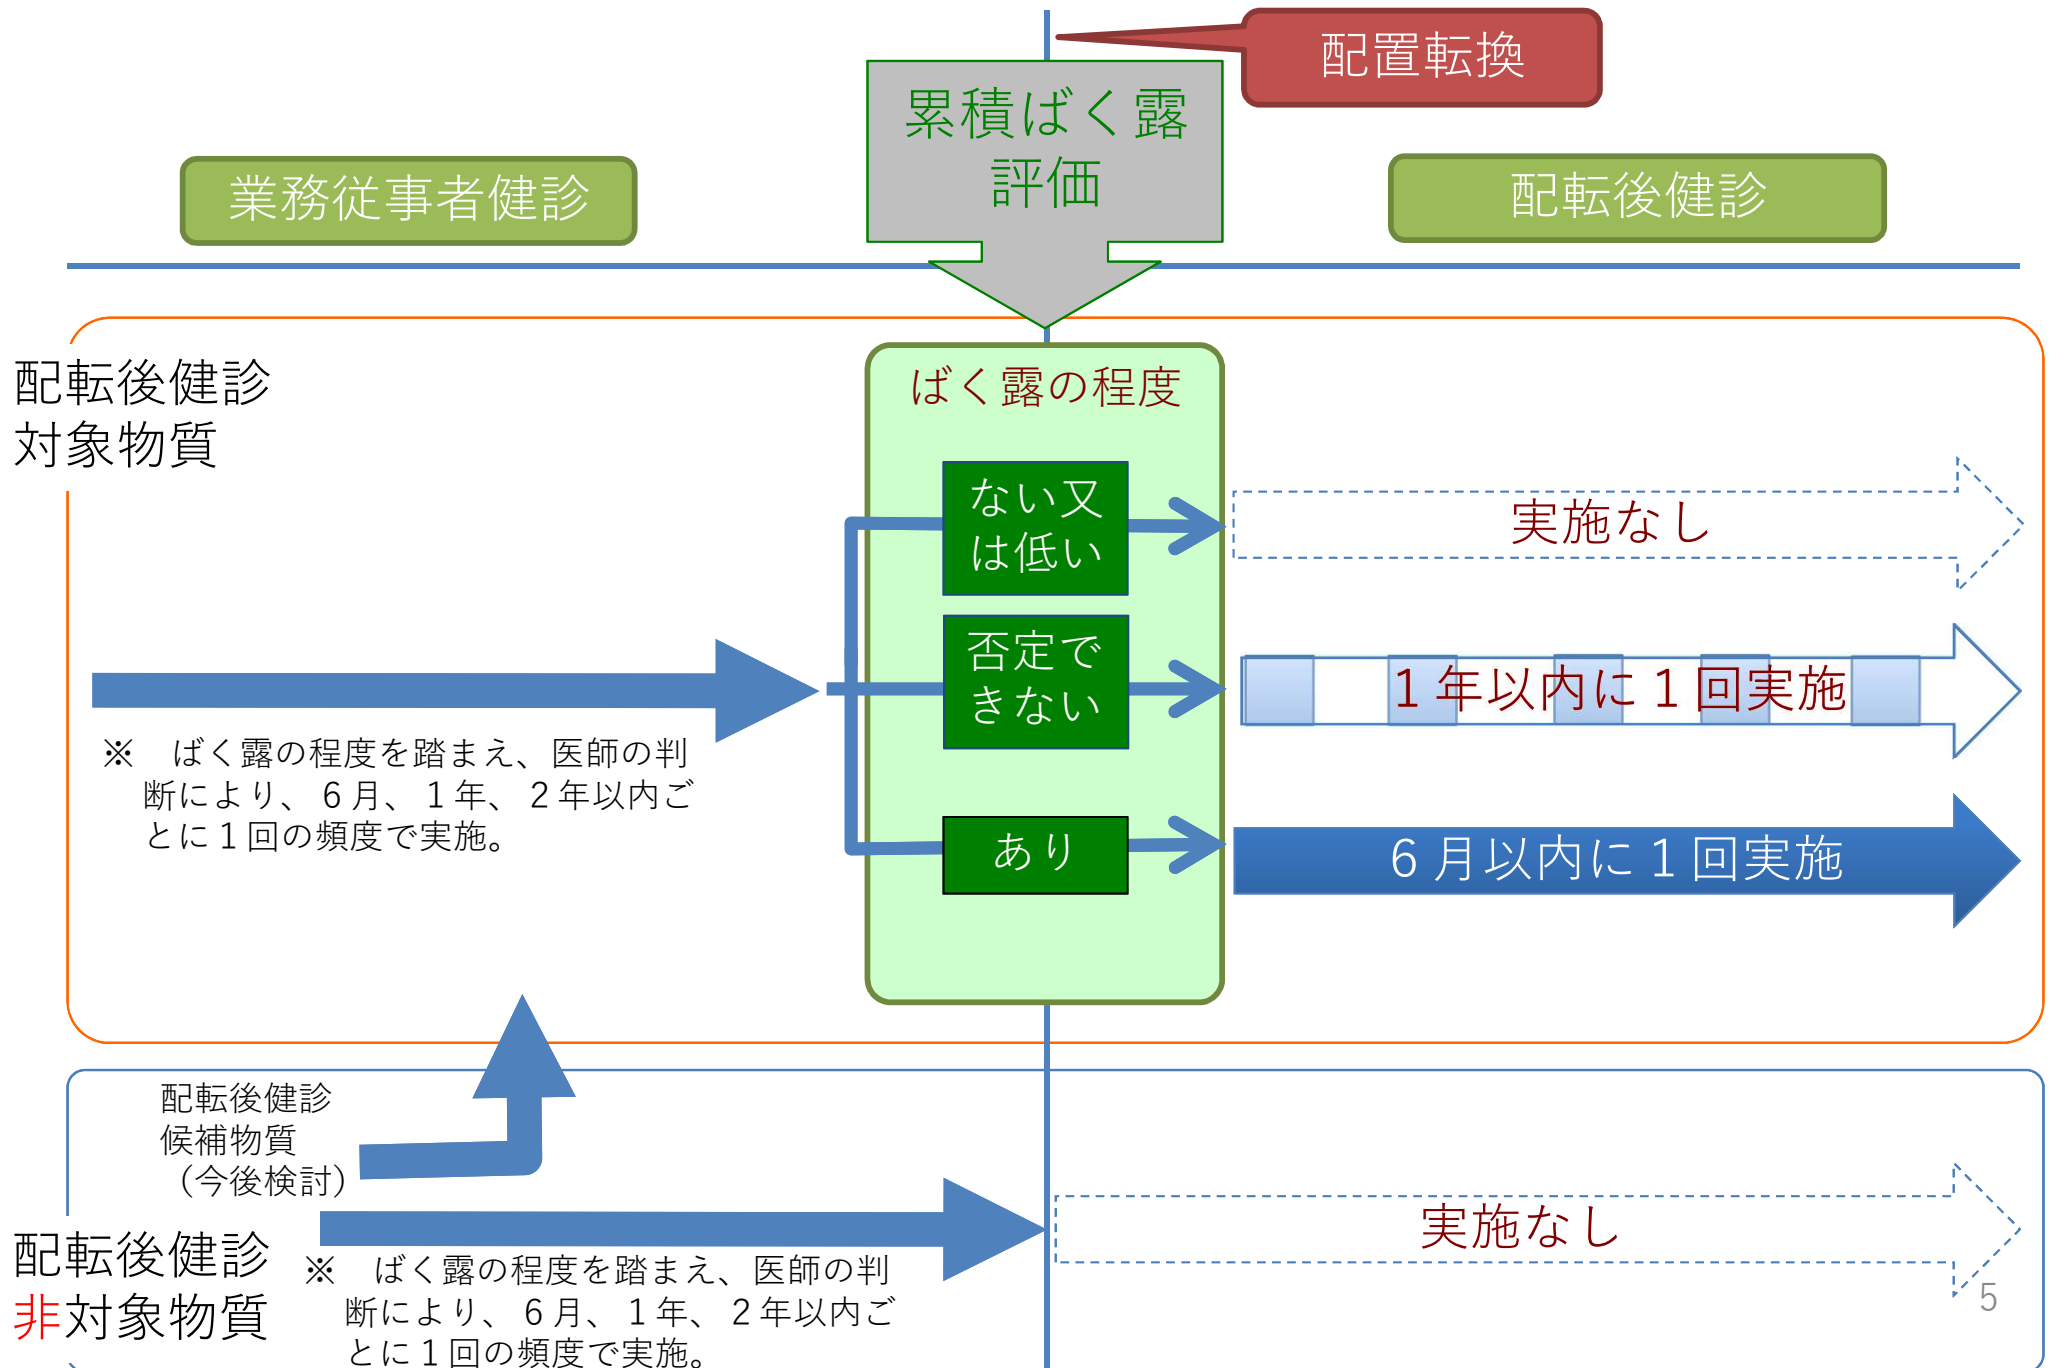 配置転換
累積ばく露
評価
業務従事者健診
配転後健診
配転後健診
対象物質
ばく露の程度
ない又
は低い
実施なし
否定で
きない
１年以内に１回実施
※　ばく露の程度を踏まえ、医師の判
断により、６月、１年、２年以内ご
とに１回の頻度で実施。
あり
６月以内に１回実施
配転後健診
候補物質
（今後検討）
実施なし
配転後健診
非対象物質
※　ばく露の程度を踏まえ、医師の判
断により、６月、１年、２年以内ご
とに１回の頻度で実施。
5